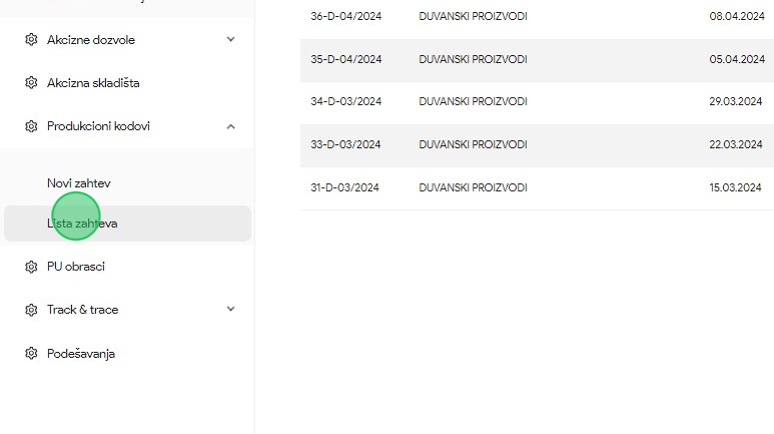 Akcizne dozvole
Akcizna skladišta
Produkcioni kodovi
Novi zahtev
Lista zahteva
PU obrasci
Track & trace
Podešavanja
36-D-04/2024 DUVANSKI PROIZVODI 08.04.2024
35-D-04/2024 DUVANSKI PROIZVODI 05.04.2024
34-D-03/2024 DUVANSKI PROIZVODI 29.03.2024
33-D-03/2024 DUVANSKI PROIZVODI 22.03.2024
31-D-03/2024 DUVANSKI PROIZVODI 15.03.2024